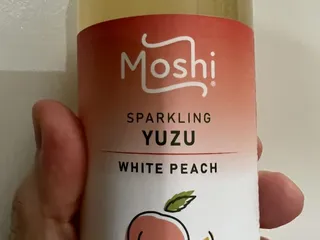 Moshi
SPARKLING
YUZU
WHITE PEACH